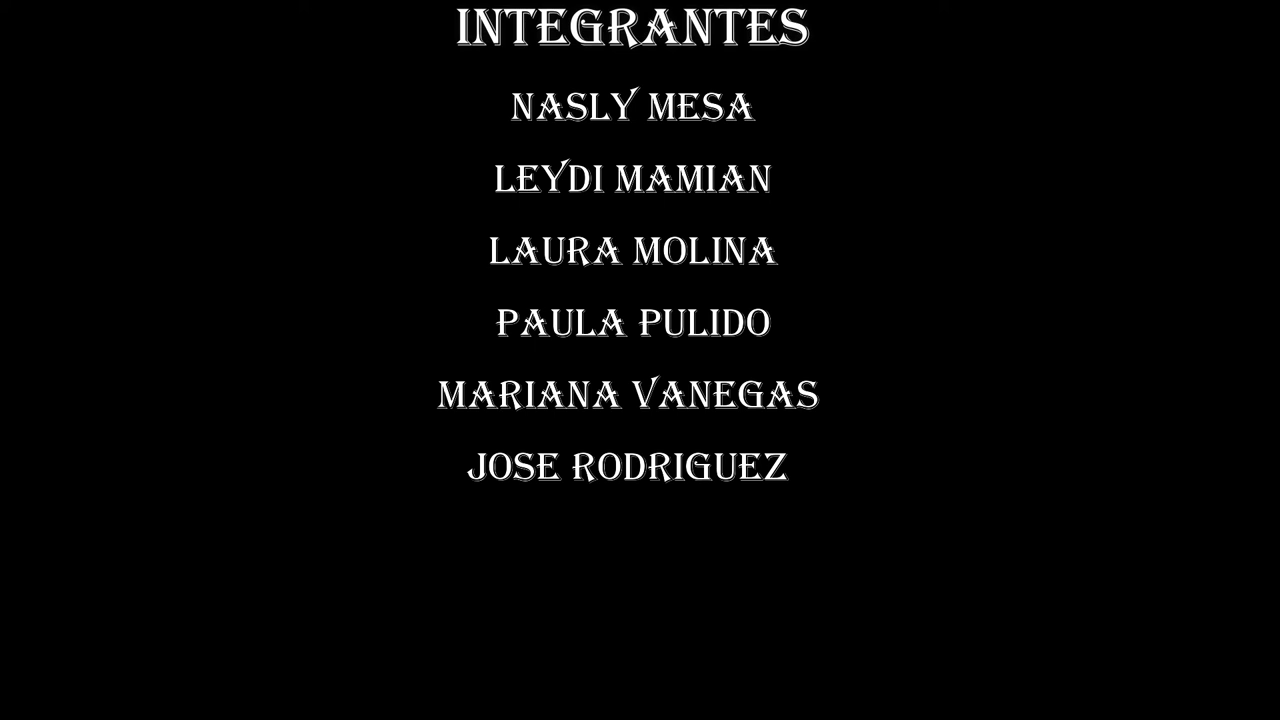 INTEGRANTES
NASLY MESA
LEYDI MAMIAN
LAURA MOLINA
PAULA PULIDO
MARIANA VANEGAS
JOSE RODRIGUEZ